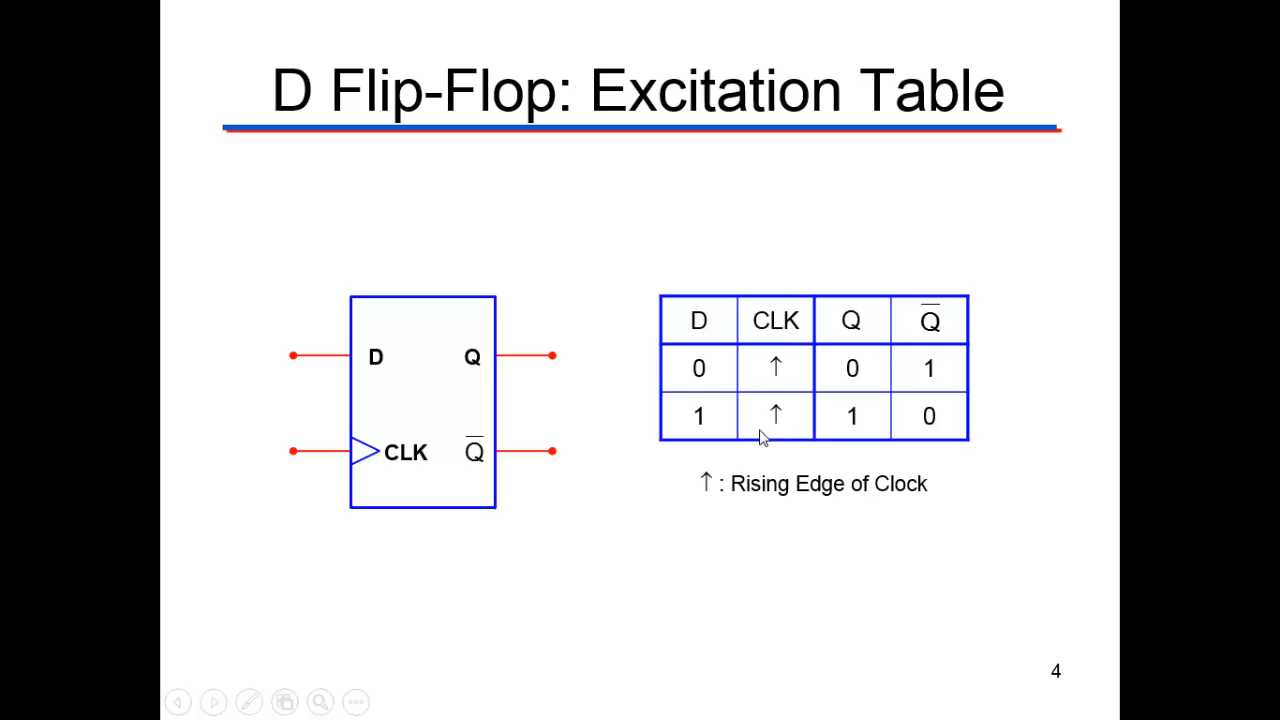 D Flip-Flop: Excitation Table
D Q
CLK Q̅
D CLK Q Q̅
0 ↑ 0 1
1 ↑ 1 0
↑ : Rising Edge of Clock
4